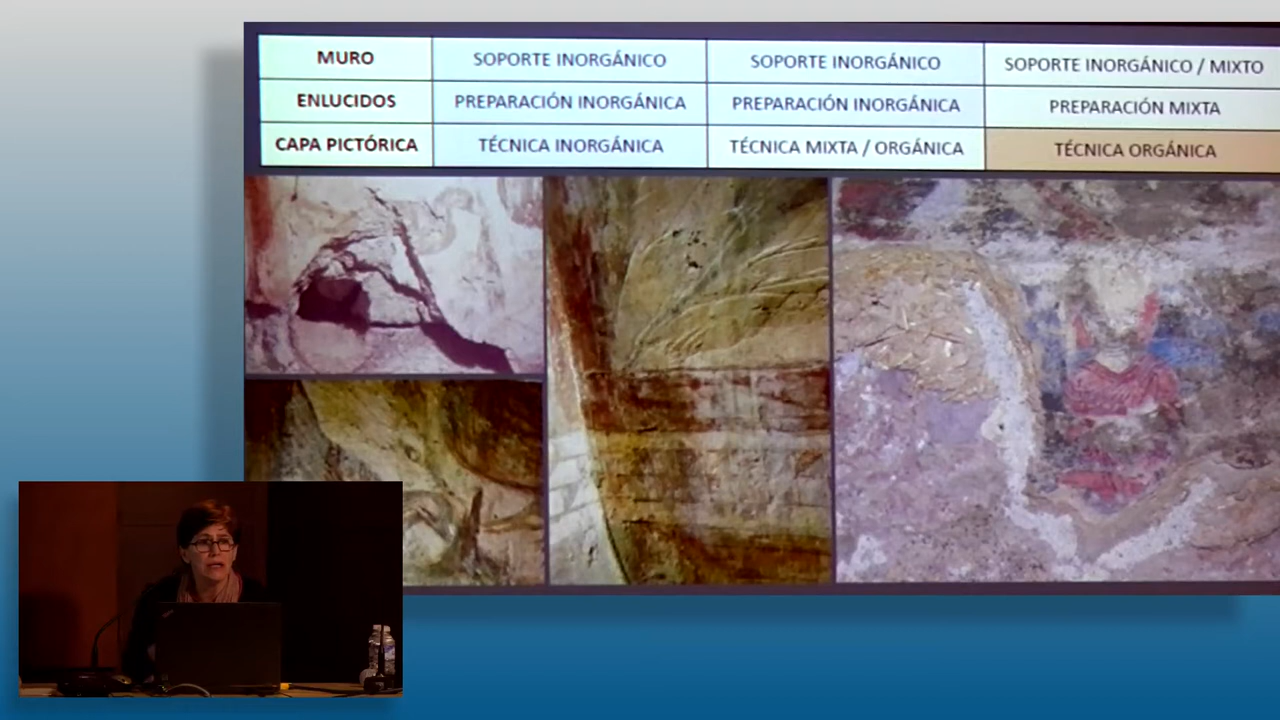 MURO SOPORTE INORGÁNICO SOPORTE INORGÁNICO SOPORTE INORGÁNICO / MIXTO
ENLUCIDOS PREPARACIÓN INORGÁNICA PREPARACIÓN INORGÁNICA PREPARACIÓN MIXTA
CAPA PICTÓRICA TÉCNICA INORGÁNICA TÉCNICA MIXTA / ORGÁNICA TÉCNICA ORGÁNICA